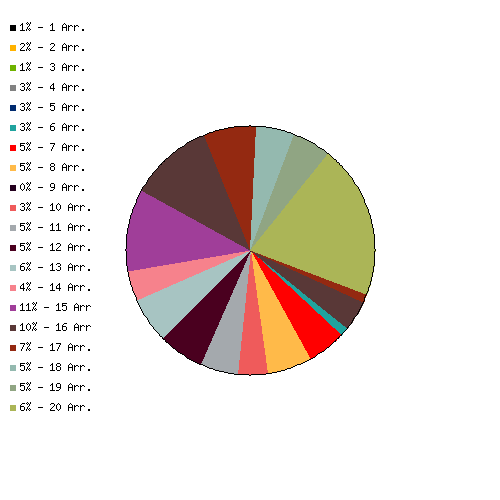 1% - 1 Arr.
2% - 2 Arr.
1% - 3 Arr.
3% - 4 Arr.
3% - 5 Arr.
3% - 6 Arr.
5% - 7 Arr.
5% - 8 Arr.
0% - 9 Arr.
3% - 10 Arr.
5% - 11 Arr.
5% - 12 Arr.
6% - 13 Arr.
4% - 14 Arr.
11% - 15 Arr
10% - 16 Arr
7% - 17 Arr.
5% - 18 Arr.
5% - 19 Arr.
6% - 20 Arr.